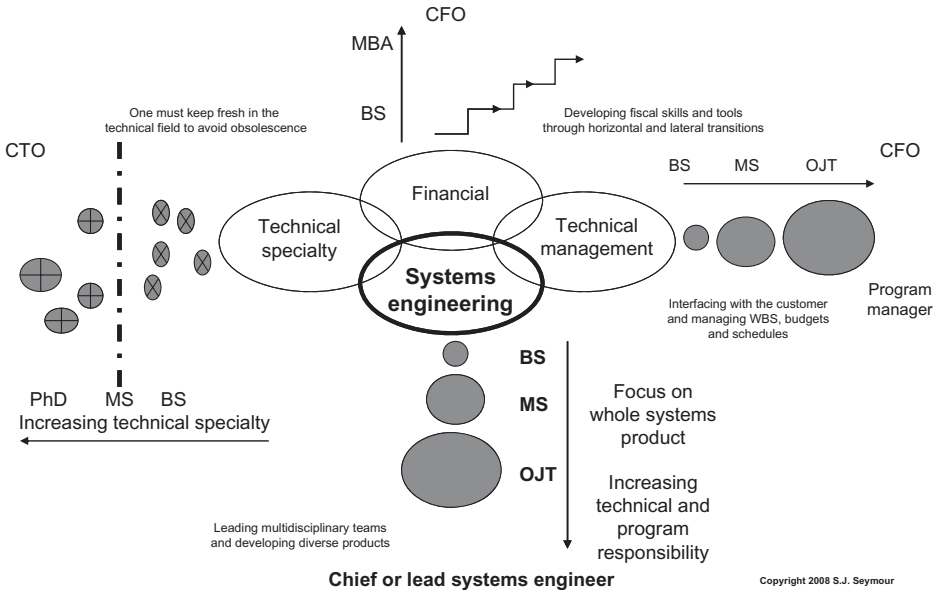 CFO
MBA
BS
One must keep fresh in the
technical field to avoid obsolescence
Developing fiscal skills and tools
through horizontal and lateral transitions
CTO
CFO
BS MS OJT
Financial
Technical
specialty
Technical
management
Systems
engineering
Program
manager
Interfacing with the customer
and managing WBS, budgets
and schedules
BS
MS
OJT
Focus on
whole systems
product
PhD MS BS
Increasing technical specialty
Increasing
technical and
program
responsibility
Leading multidisciplinary teams
and developing diverse products
Chief or lead systems engineer
Copyright 2008 S.J. Seymour